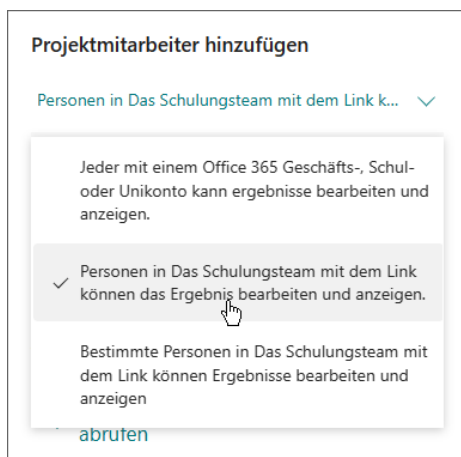 Projektmitarbeiter hinzufügen
Personen in Das Schulungsteam mit dem Link k...
Jeder mit einem Office 365 Geschäfts-, Schul-
oder Unikonto kann ergebnisse bearbeiten und
anzeigen.
Personen in Das Schulungsteam mit dem Link
können das Ergebnis bearbeiten und anzeigen.
Bestimmte Personen in Das Schulungsteam mit
dem Link können Ergebnisse bearbeiten und
anzeigen
abrufen